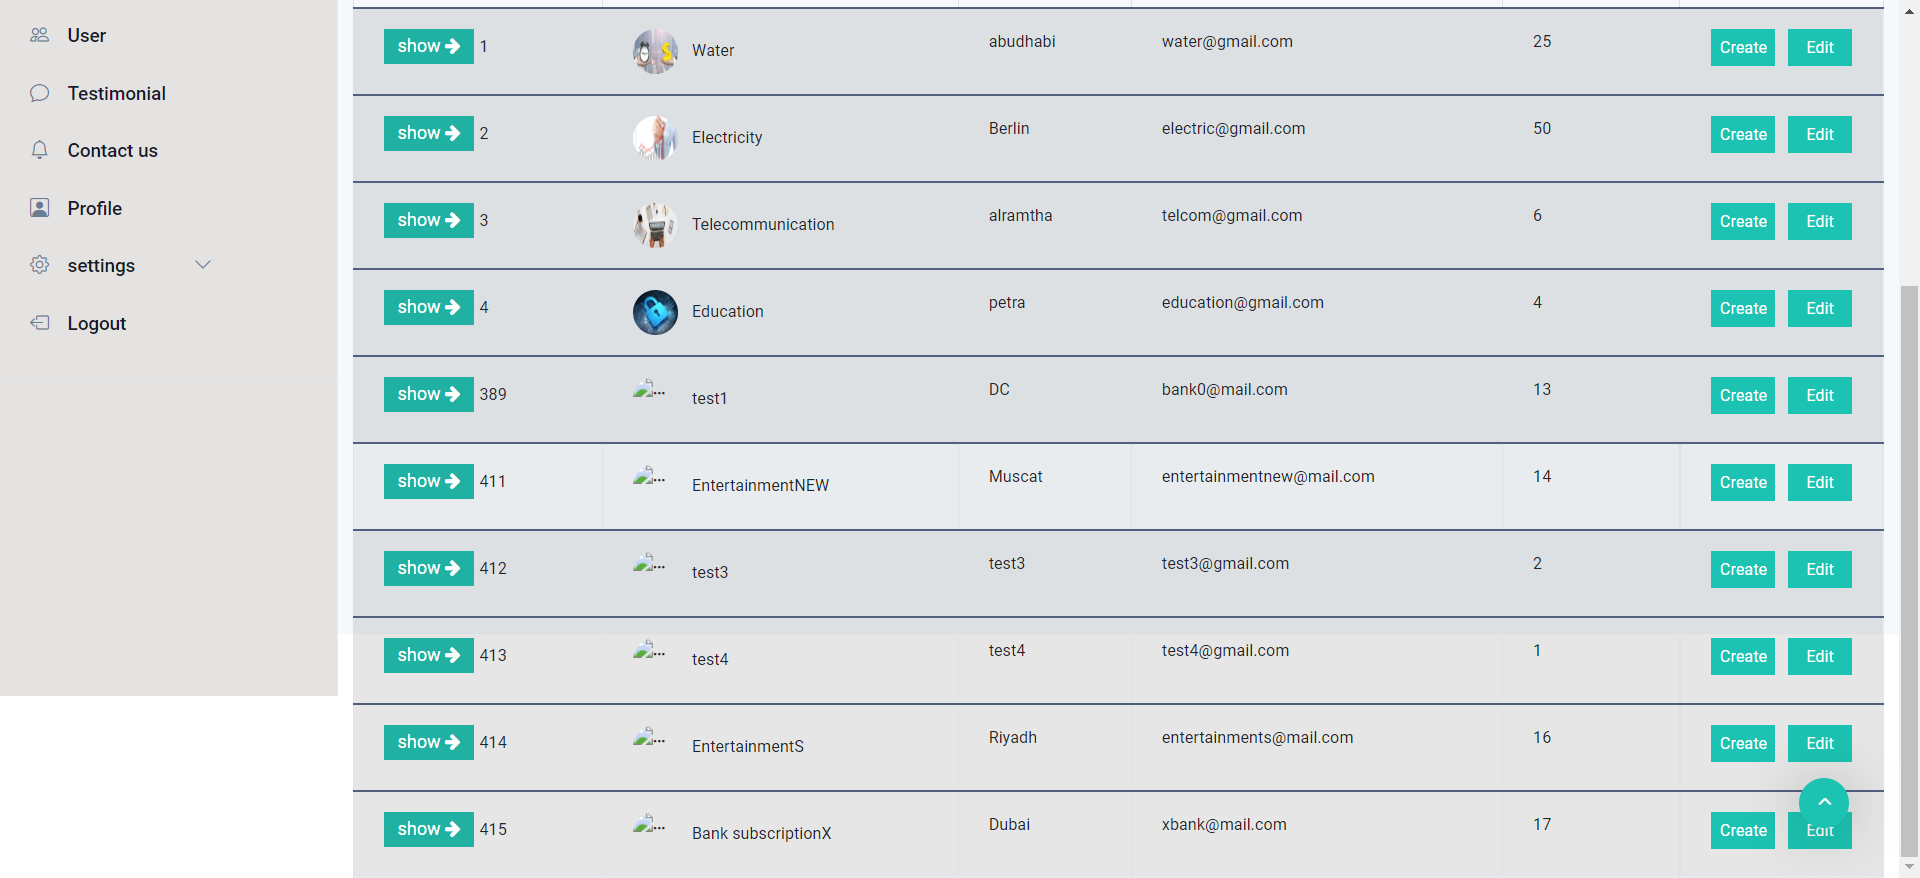 User
Testimonial
Contact us
Profile
settings
Logout
show 1 Water abudhabi water@gmail.com 25 Create Edit
show 2 Electricity Berlin electric@gmail.com 50 Create Edit
show 3 Telecommunication alramtha telcom@gmail.com 6 Create Edit
show 4 Education petra education@gmail.com 4 Create Edit
show 389 ... test1 DC bank0@mail.com 13 Create Edit
show 411 ... EntertainmentNEW Muscat entertainmentnew@mail.com 14 Create Edit
show 412 ... test3 test3 test3@gmail.com 2 Create Edit
show 413 ... test4 test4 test4@gmail.com 1 Create Edit
show 414 ... EntertainmentS Riyadh entertainments@mail.com 16 Create Edit
show 415 ... Bank subscriptionX Dubai xbank@mail.com 17 Create Edit